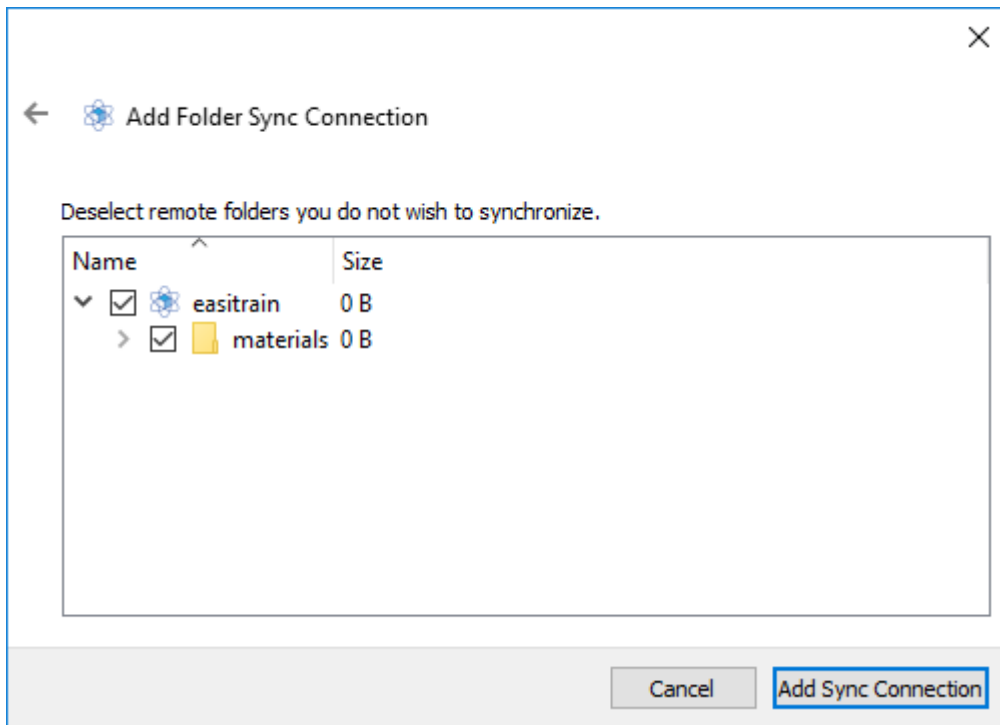 Add Folder Sync Connection
Deselect remote folders you do not wish to synchronize.
Name Size
easitrain 0 B
materials 0 B
Cancel Add Sync Connection